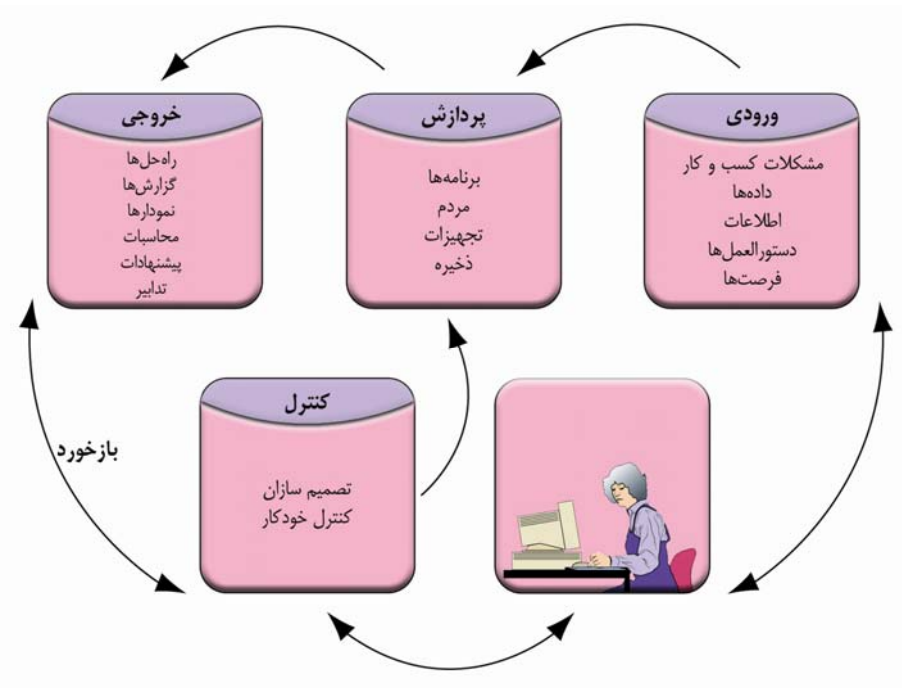 ورودی
مشکلات کسب و کار
داده‌ها
اطلاعات
دستورالعمل‌ها
فرصت‌ها
پردازش
برنامه‌ها
مردم
تجهیزات
ذخیره
خروجی
راه‌حل‌ها
گزارش‌ها
نمودارها
محاسبات
پیشنهادات
تدابیر
کنترل
تصمیم سازان
کنترل خودکار
بازخورد